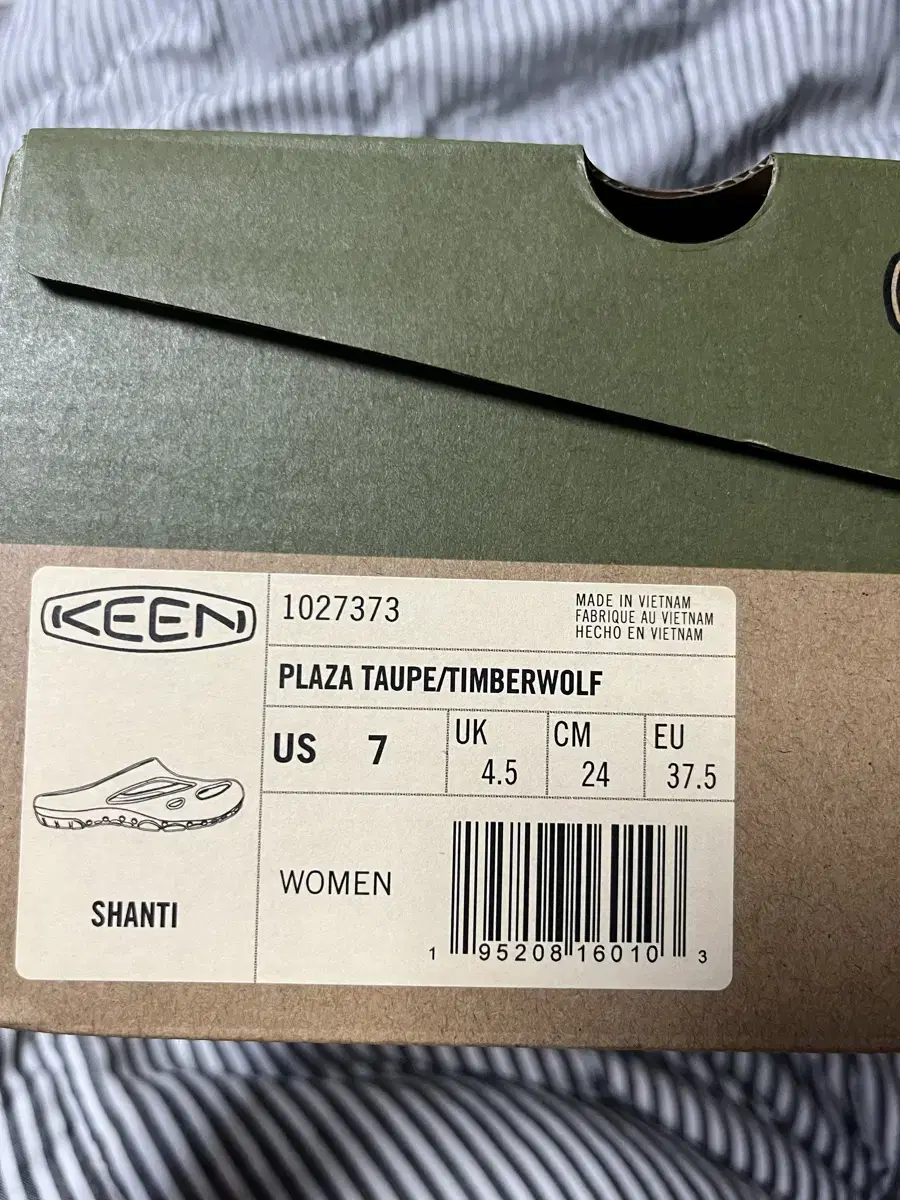 KEEN
1027373
MADE IN VIETNAM
FABRIQUE AU VIETNAM
HECHO EN VIETNAM
PLAZA TAUPE/TIMBERWOLF
US 7
UK
4.5
CM
24
EU
37.5
SHANTI
WOMEN
1 95208 16010 3